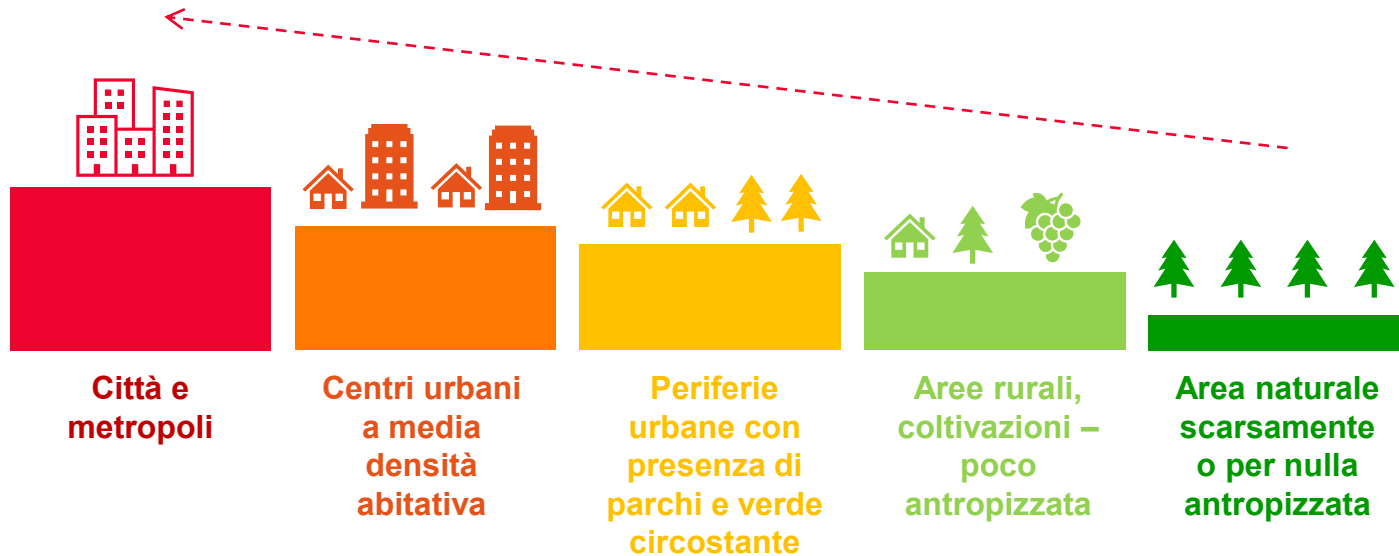 Città e
metropoli
Centri urbani
a media
densità
abitativa
Periferie
urbane con
presenza di
parchi e verde
circostante
Aree rurali,
coltivazioni –
poco
antropizzata
Area naturale
scarsamente
o per nulla
antropizzata